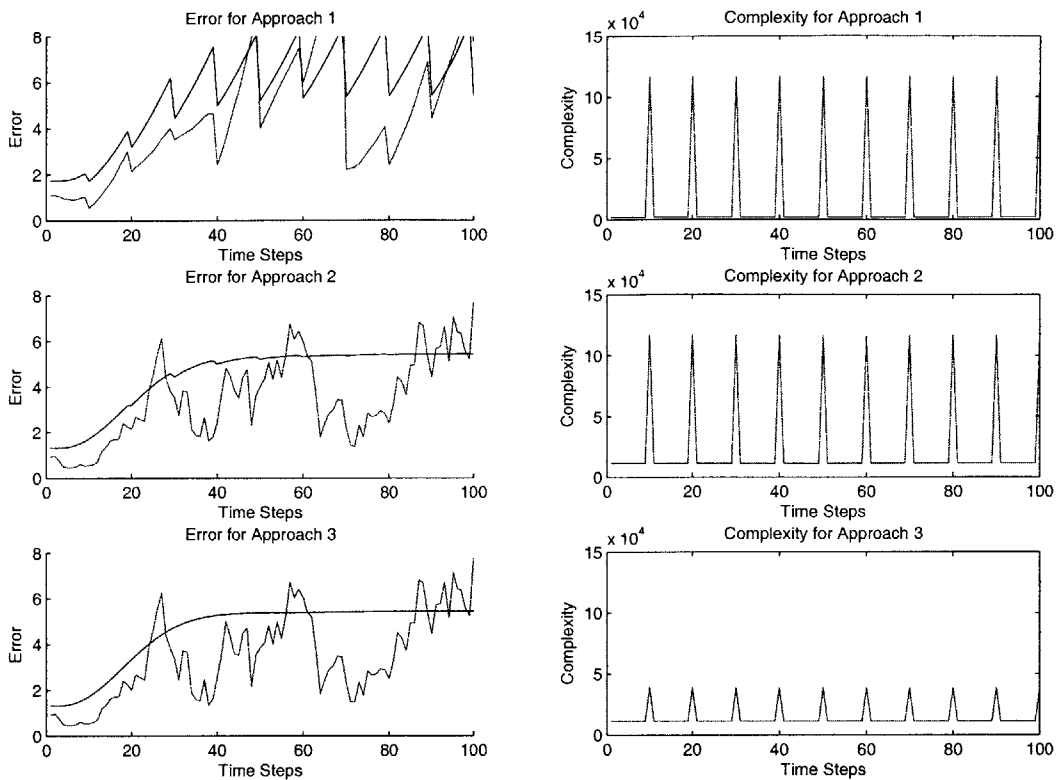 Error for Approach 1
8
6
4
2
0
Error
0 20 40 60 80 100
Time Steps
Complexity for Approach 1
x 10^4
15
10
5
0
Complexity
0 20 40 60 80 100
Time Steps
Error for Approach 2
8
6
4
2
0
Error
0 20 40 60 80 100
Time Steps
Complexity for Approach 2
x 10^4
15
10
5
0
Complexity
0 20 40 60 80 100
Time Steps
Error for Approach 3
8
6
4
2
0
Error
0 20 40 60 80 100
Time Steps
Complexity for Approach 3
x 10^4
15
10
5
0
Complexity
0 20 40 60 80 100
Time Steps